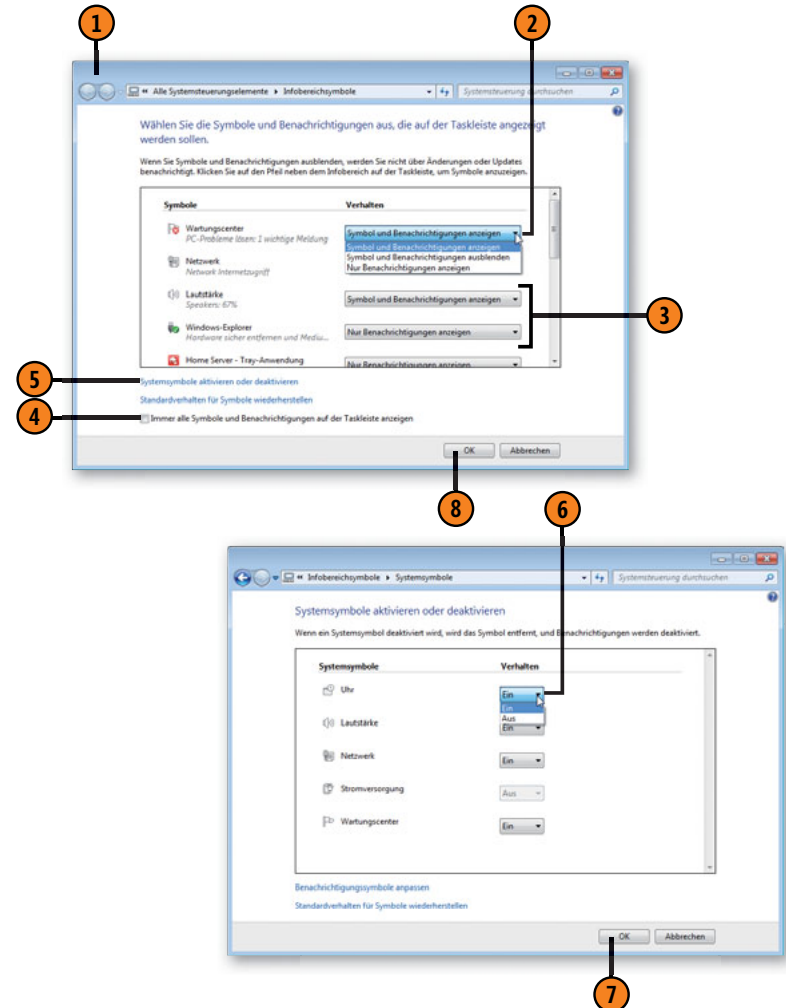 1
2
« Alle Systemsteuerungselemente ▸ Infobereichsymbole
Systemsteuerung durchsuchen
Wählen Sie die Symbole und Benachrichtigungen aus, die auf der Taskleiste angezeigt
werden sollen.
Wenn Sie Symbole und Benachrichtigungen ausblenden, werden Sie nicht über Änderungen oder Updates
benachrichtigt. Klicken Sie auf den Pfeil neben dem Infobereich auf der Taskleiste, um Symbole anzuzeigen.
Symbole
Verhalten
Wartungscenter
PC-Probleme lösen: 1 wichtige Meldung
Symbol und Benachrichtigungen anzeigen
Symbol und Benachrichtigungen anzeigen
Symbol und Benachrichtigungen ausblenden
Nur Benachrichtigungen anzeigen
Netzwerk
Network Internetzugriff
Lautstärke
Speakers: 67%
Symbol und Benachrichtigungen anzeigen
3
Windows-Explorer
Hardware sicher entfernen und Mediu...
Nur Benachrichtigungen anzeigen
Home Server - Tray-Anwendung
Nur Benachrichtigungen anzeigen
5
Systemsymbole aktivieren oder deaktivieren
Standardverhalten für Symbole wiederherstellen
4
Immer alle Symbole und Benachrichtigungen auf der Taskleiste anzeigen
OK
Abbrechen
8
6
« Infobereichsymbole ▸ Systemsymbole
Systemsteuerung durchsuchen
Systemsymbole aktivieren oder deaktivieren
Wenn ein Systemsymbol deaktiviert wird, wird das Symbol entfernt, und Benachrichtigungen werden deaktiviert.
Systemsymbole
Verhalten
Uhr
Ein
Ein
Aus
Lautstärke
Ein
Netzwerk
Ein
Stromversorgung
Aus
Wartungscenter
Ein
Benachrichtigungssymbole anpassen
Standardverhalten für Symbole wiederherstellen
OK
Abbrechen
7